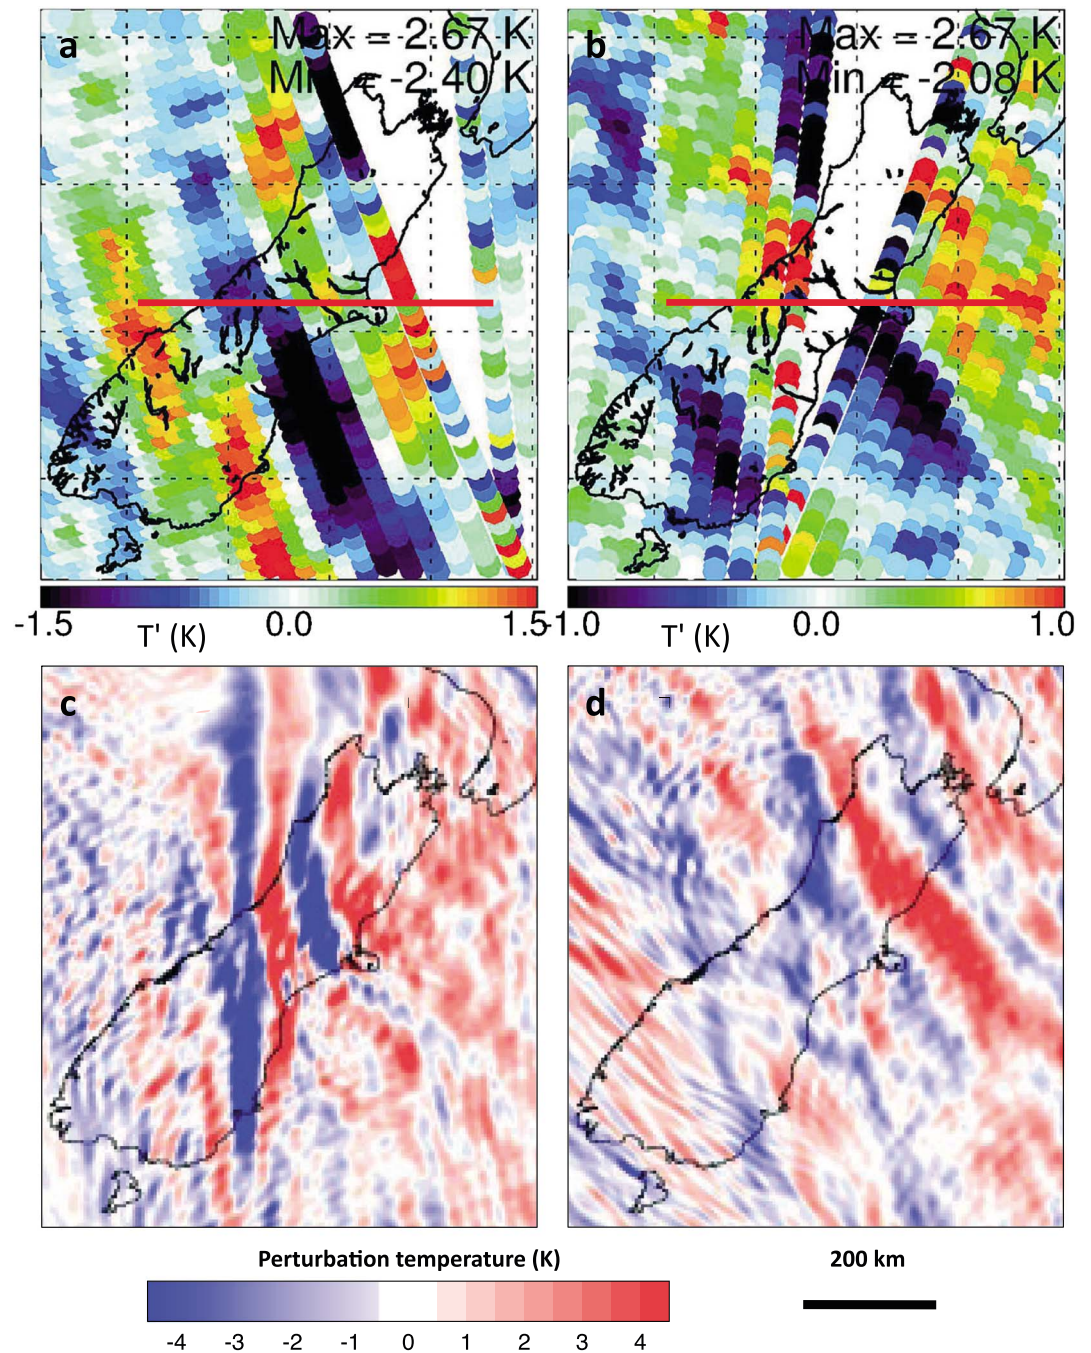 a
Max = 2.67 K
Min = -2.40 K
b
Max = 2.67 K
Min = -2.08 K
-1.5 0.0 1.5
T' (K)
-1.0 0.0 1.0
T' (K)
c
d
Perturbation temperature (K)
-4 -3 -2 -1 0 1 2 3 4
200 km